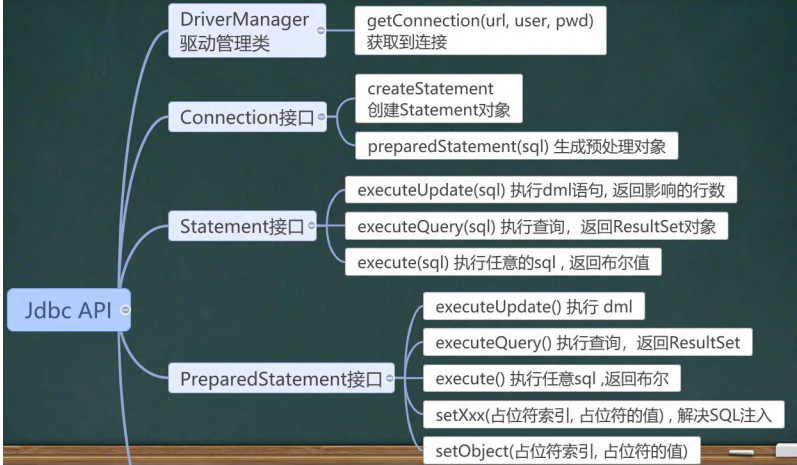 DriverManager
驱动管理类
getConnection(url, user, pwd)
获取到连接
Connection接口
createStatement
创建Statement对象
preparedStatement(sql) 生成预处理对象
Statement接口
executeUpdate(sql) 执行dml语句, 返回影响的行数
executeQuery(sql) 执行查询，返回ResultSet对象
execute(sql) 执行任意的sql , 返回布尔值
Jdbc API
PreparedStatement接口
executeUpdate() 执行 dml
executeQuery() 执行查询，返回ResultSet
execute() 执行任意sql ,返回布尔
setXxx(占位符索引, 占位符的值) , 解决SQL注入
setObject(占位符索引, 占位符的值)